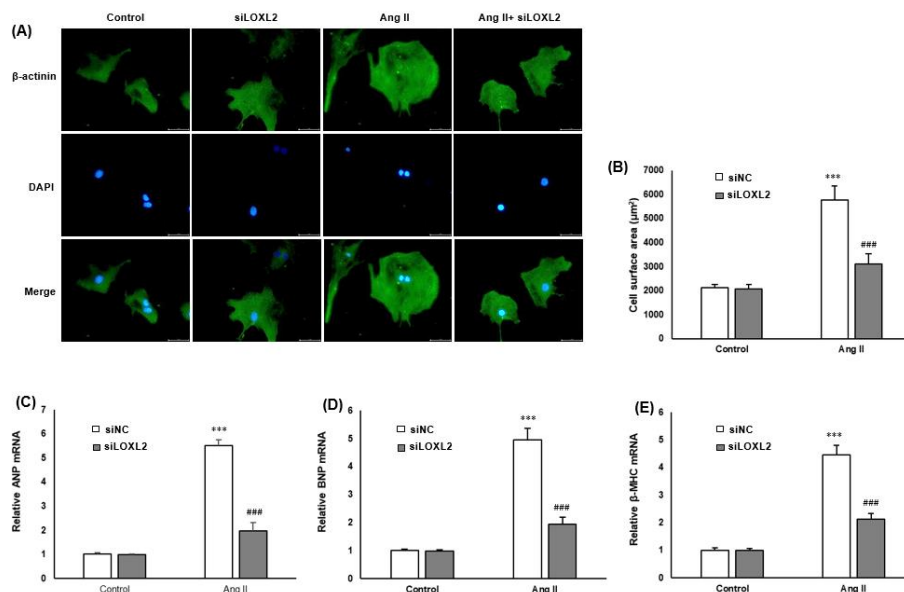 Control siLOXL2 Ang II Ang II+ siLOXL2
(A)
β-actinin
DAPI
Merge
(B)
Cell surface area (µm²)
7000
6000
5000
4000
3000
2000
1000
0
siNC
siLOXL2
***
###
Control Ang II
(C)
Relative ANP mRNA
7
6
5
4
3
2
1
0
siNC
siLOXL2
***
###
Control Ang II
(D)
Relative BNP mRNA
6
5
4
3
2
1
0
siNC
siLOXL2
***
###
Control Ang II
(E)
Relative β-MHC mRNA
6
5
4
3
2
1
0
siNC
siLOXL2
***
###
Control Ang II